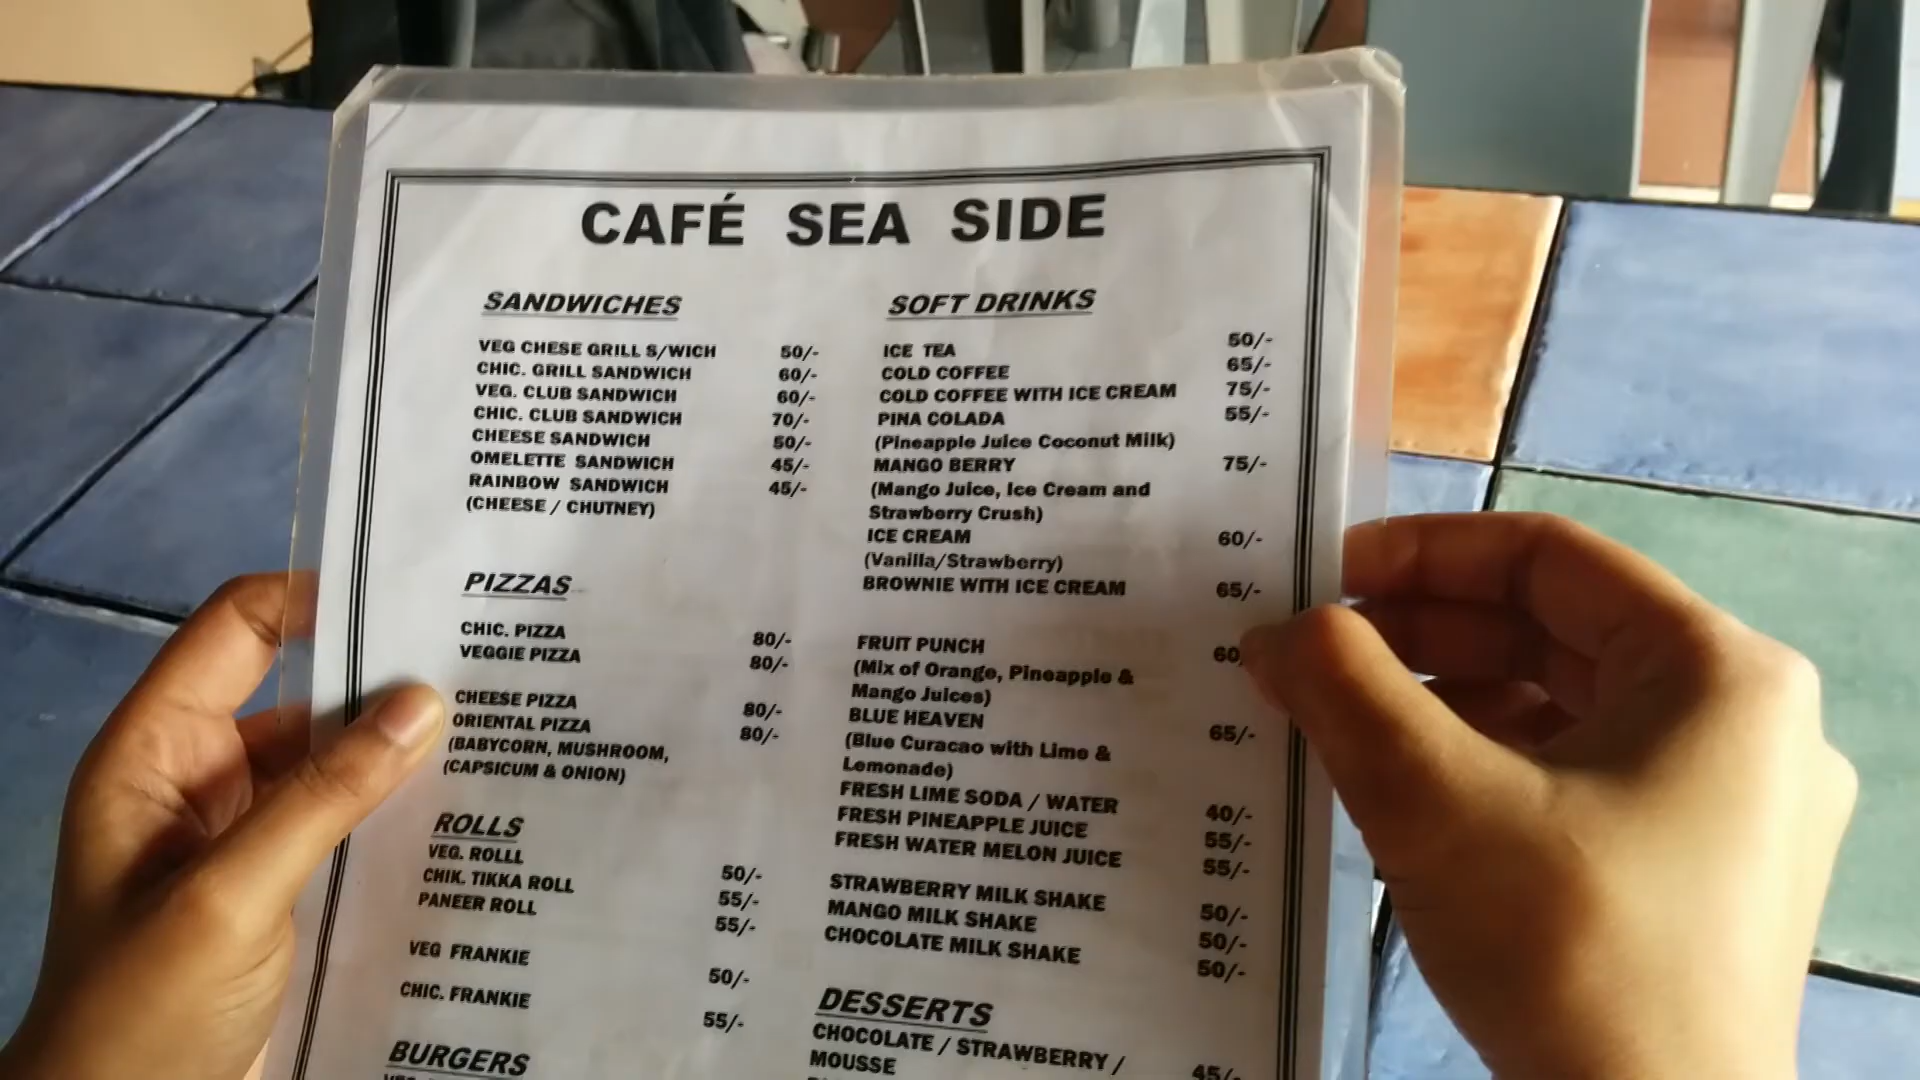 CAFÉ SEA SIDE
SANDWICHES
VEG CHESE GRILL S/WICH 50/-
CHIC. GRILL SANDWICH 60/-
VEG. CLUB SANDWICH 60/-
CHIC. CLUB SANDWICH 70/-
CHEESE SANDWICH 50/-
OMELETTE SANDWICH 45/-
RAINBOW SANDWICH 45/-
(CHEESE / CHUTNEY)
PIZZAS
CHIC. PIZZA 80/-
VEGGIE PIZZA 80/-
CHEESE PIZZA 80/-
ORIENTAL PIZZA 80/-
(BABYCORN, MUSHROOM,
(CAPSICUM & ONION)
ROLLS
VEG. ROLLL 50/-
CHIK. TIKKA ROLL 55/-
PANEER ROLL 55/-
VEG FRANKIE 50/-
CHIC. FRANKIE 55/-
BURGERS
SOFT DRINKS
ICE TEA 50/-
COLD COFFEE 65/-
COLD COFFEE WITH ICE CREAM 75/-
PINA COLADA 55/-
(Pineapple Juice Coconut Milk)
MANGO BERRY 75/-
(Mango Juice, Ice Cream and
Strawberry Crush)
ICE CREAM 60/-
(Vanilla/Strawberry)
BROWNIE WITH ICE CREAM 65/-
FRUIT PUNCH 60
(Mix of Orange, Pineapple &
Mango Juices)
BLUE HEAVEN 65/-
(Blue Curacao with Lime &
Lemonade)
FRESH LIME SODA / WATER 40/-
FRESH PINEAPPLE JUICE 55/-
FRESH WATER MELON JUICE 55/-
STRAWBERRY MILK SHAKE 50/-
MANGO MILK SHAKE 50/-
CHOCOLATE MILK SHAKE 50/-
DESSERTS
CHOCOLATE / STRAWBERRY /
MOUSSE 45/-